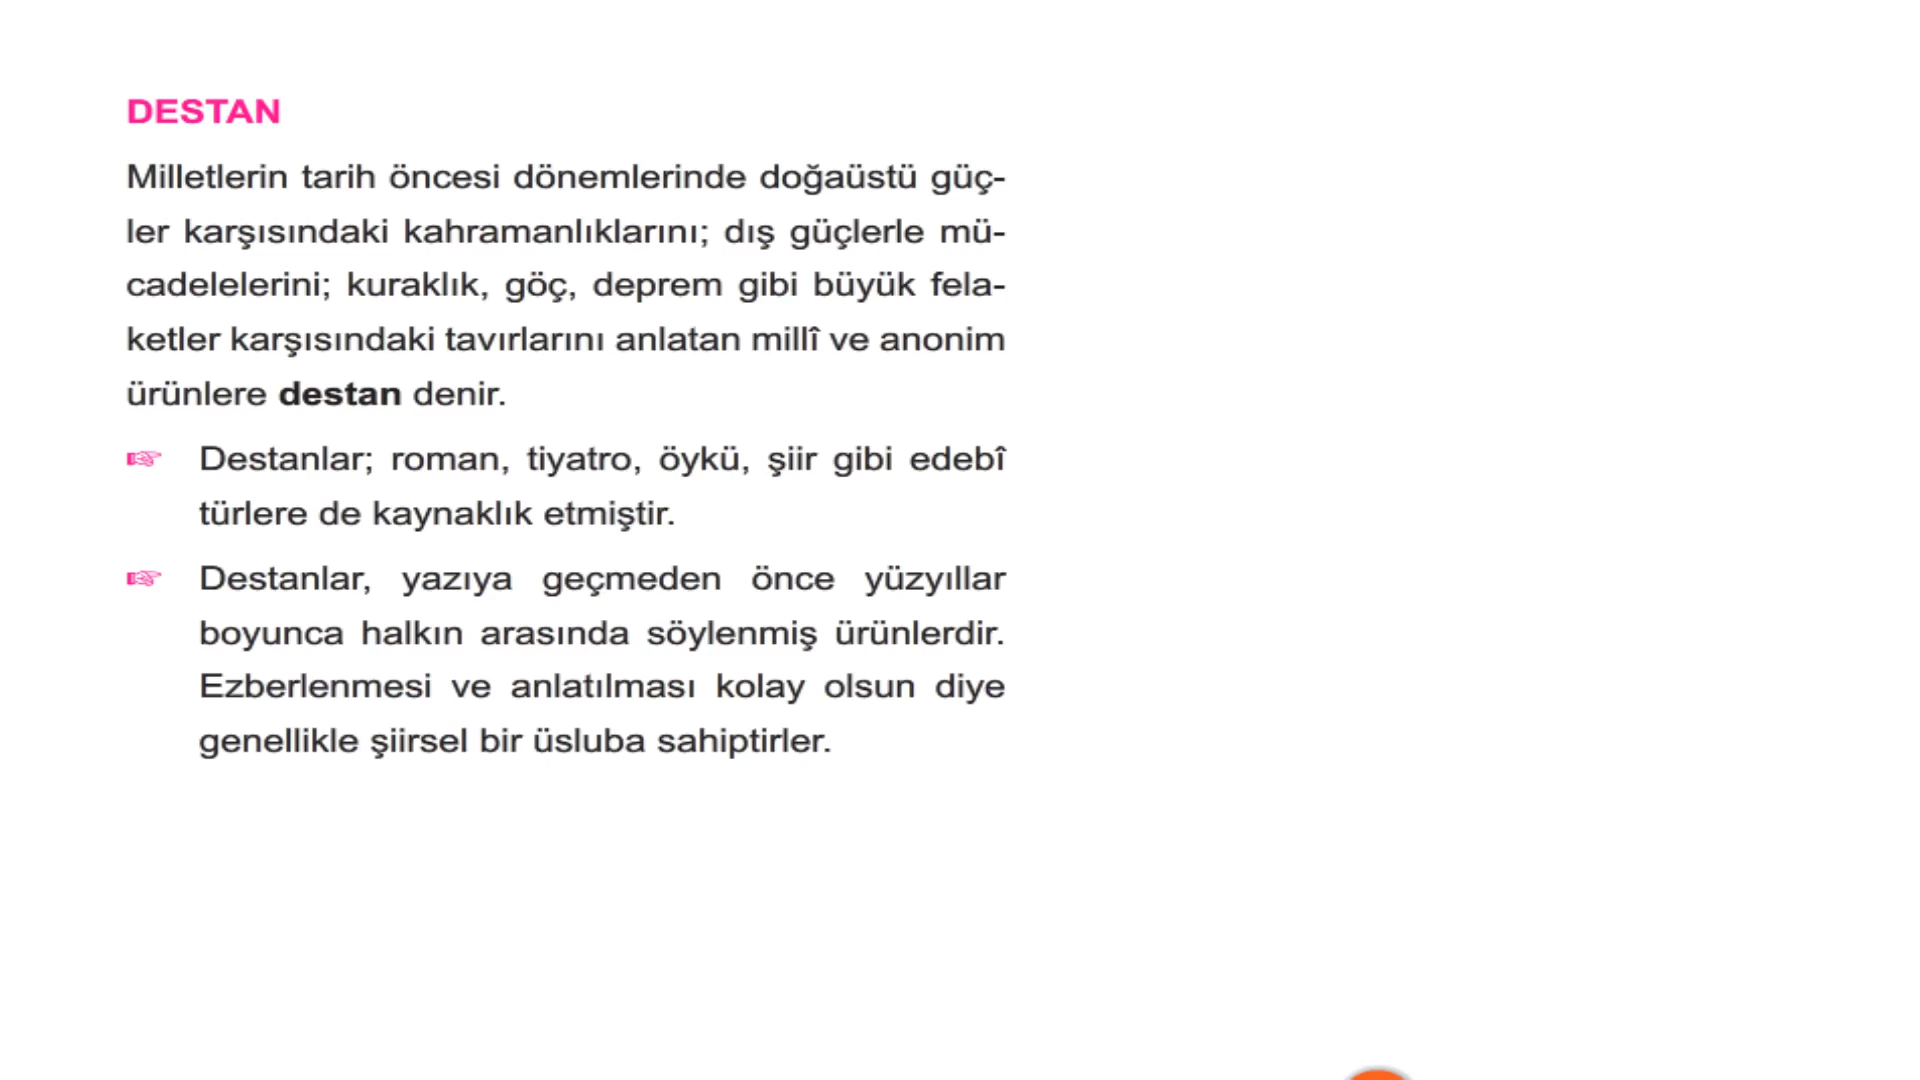 DESTAN
Milletlerin tarih öncesi dönemlerinde doğaüstü güç-
ler karşısındaki kahramanlıklarını; dış güçlerle mü-
cadelelerini; kuraklık, göç, deprem gibi büyük fela-
ketler karşısındaki tavırlarını anlatan millî ve anonim
ürünlere destan denir.
☞ Destanlar; roman, tiyatro, öykü, şiir gibi edebî
türlere de kaynaklık etmiştir.
☞ Destanlar, yazıya geçmeden önce yüzyıllar
boyunca halkın arasında söylenmiş ürünlerdir.
Ezberlenmesi ve anlatılması kolay olsun diye
genellikle şiirsel bir üsluba sahiptirler.